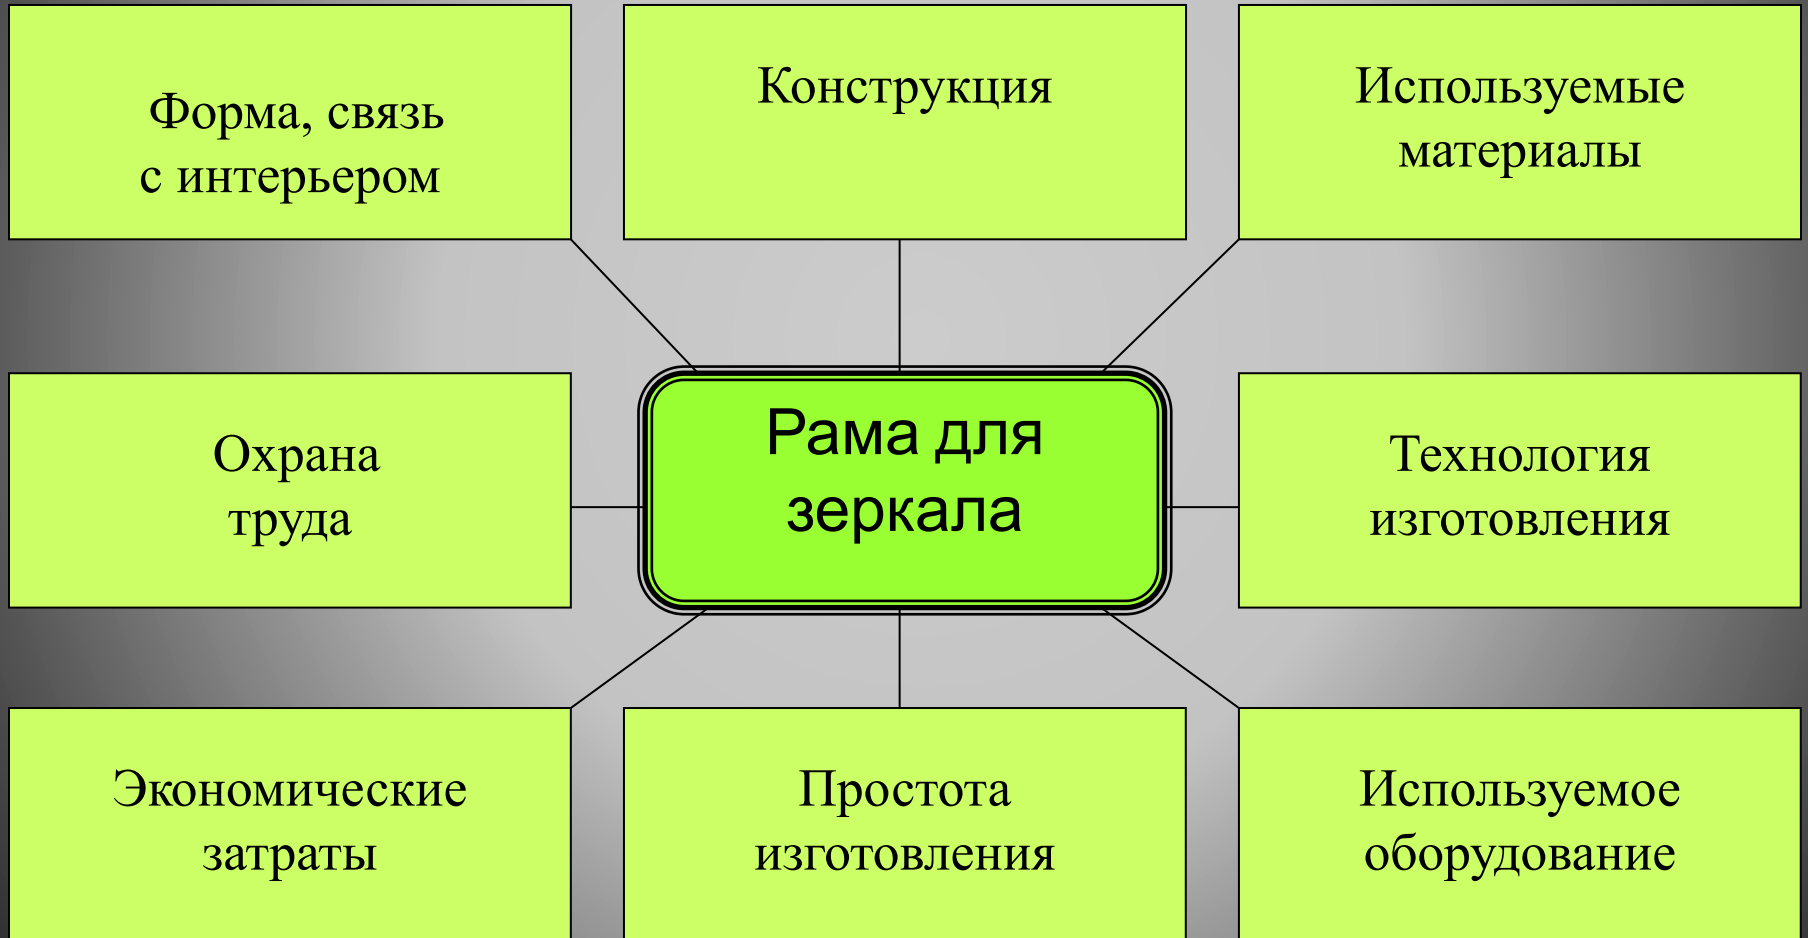 Форма, связь
с интерьером
Конструкция
Используемые
материалы
Охрана
труда
Рама для
зеркала
Технология
изготовления
Экономические
затраты
Простота
изготовления
Используемое
оборудование